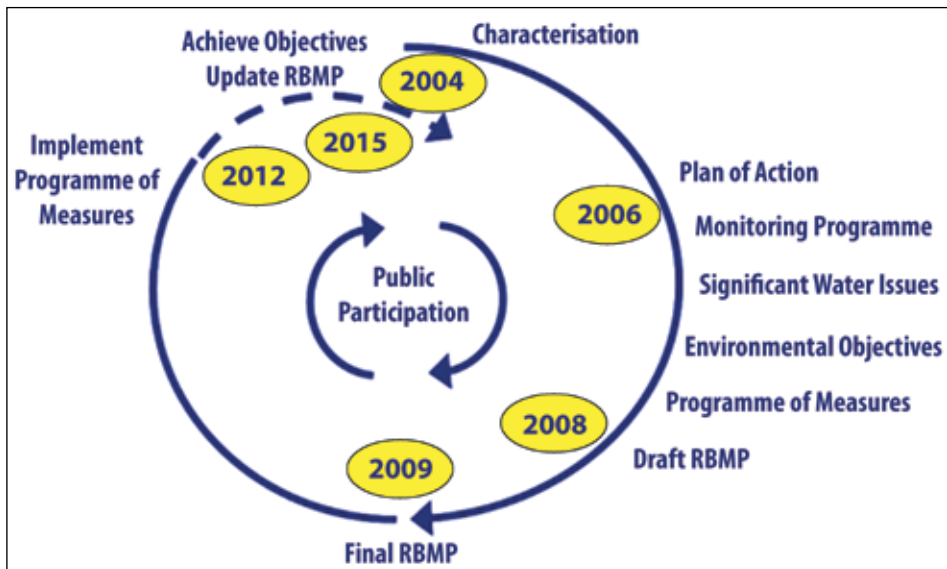 Characterisation
Achieve Objectives
Update RBMP
2004
2015
2012
Implement
Programme of
Measures
Plan of Action
2006
Monitoring Programme
Significant Water Issues
Public
Participation
Environmental Objectives
Programme of Measures
2008
Draft RBMP
2009
Final RBMP